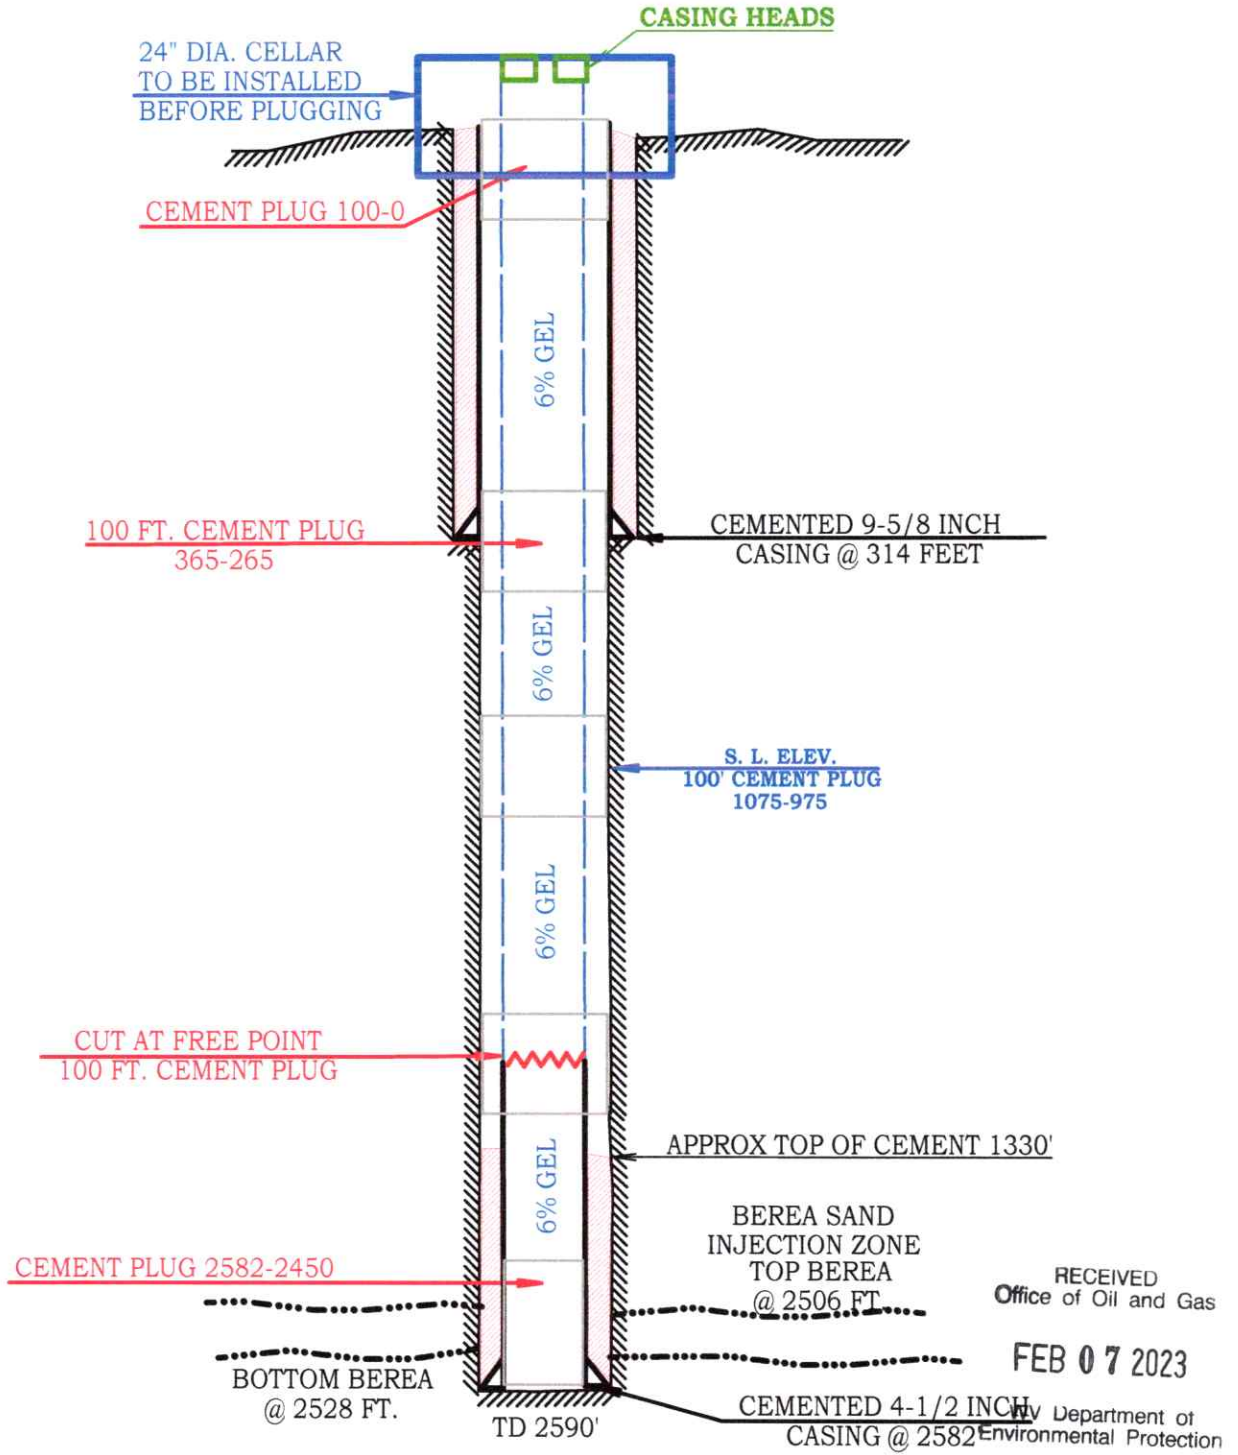 CASING HEADS
24" DIA. CELLAR
TO BE INSTALLED
BEFORE PLUGGING
CEMENT PLUG 100-0
6% GEL
100 FT. CEMENT PLUG
365-265
CEMENTED 9-5/8 INCH
CASING @ 314 FEET
6% GEL
S. L. ELEV.
100' CEMENT PLUG
1075-975
6% GEL
CUT AT FREE POINT
100 FT. CEMENT PLUG
APPROX TOP OF CEMENT 1330'
6% GEL
BEREA SAND
INJECTION ZONE
TOP BEREA
@ 2506 FT
CEMENT PLUG 2582-2450
RECEIVED
Office of Oil and Gas
FEB 07 2023
WV Department of
Environmental Protection
BOTTOM BEREA
@ 2528 FT.
TD 2590'
CEMENTED 4-1/2 INCH
CASING @ 2582'